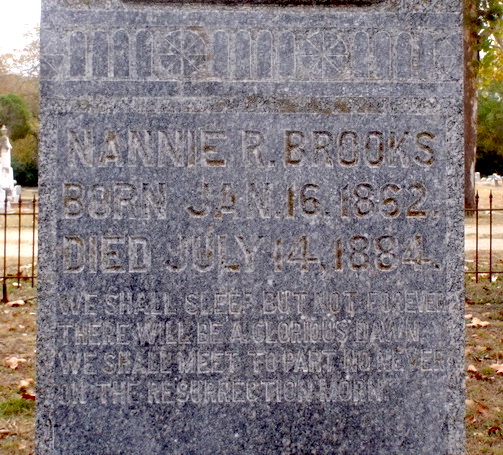 NANNIE R. BROOKS
BORN JAN. 16. 1862.
DIED JULY 14, 1884.
WE SHALL SLEEP BUT NOT FOREVER
THERE WILL BE A GLORIOUS DAWN
WE SHALL MEET TO PART NO NEVER
ON THE RESURRECTION MORN.